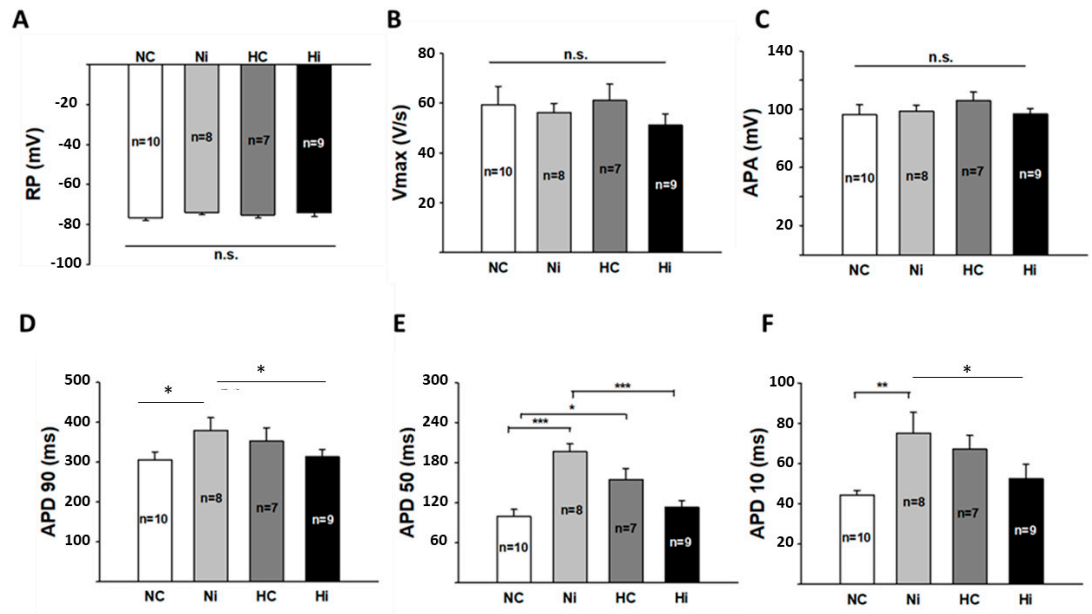 A
NC Ni HC Hi
-20
-40
-60
-80
-100
RP (mV)
n=10 n=8 n=7 n=9
n.s.
B
80
60
40
20
Vmax (V/s)
n.s.
n=10 n=8 n=7 n=9
NC Ni HC Hi
C
140
100
60
20
APA (mV)
n.s.
n=10 n=8 n=7 n=9
NC Ni HC Hi
D
500
400
300
200
100
APD 90 (ms)
* *
n=10 n=8 n=7 n=9
NC Ni HC Hi
E
300
240
180
120
60
APD 50 (ms)
***
*
***
n=10 n=8 n=7 n=9
NC Ni HC Hi
F
100
80
60
40
20
APD 10 (ms)
** *
n=10 n=8 n=7 n=9
NC Ni HC Hi